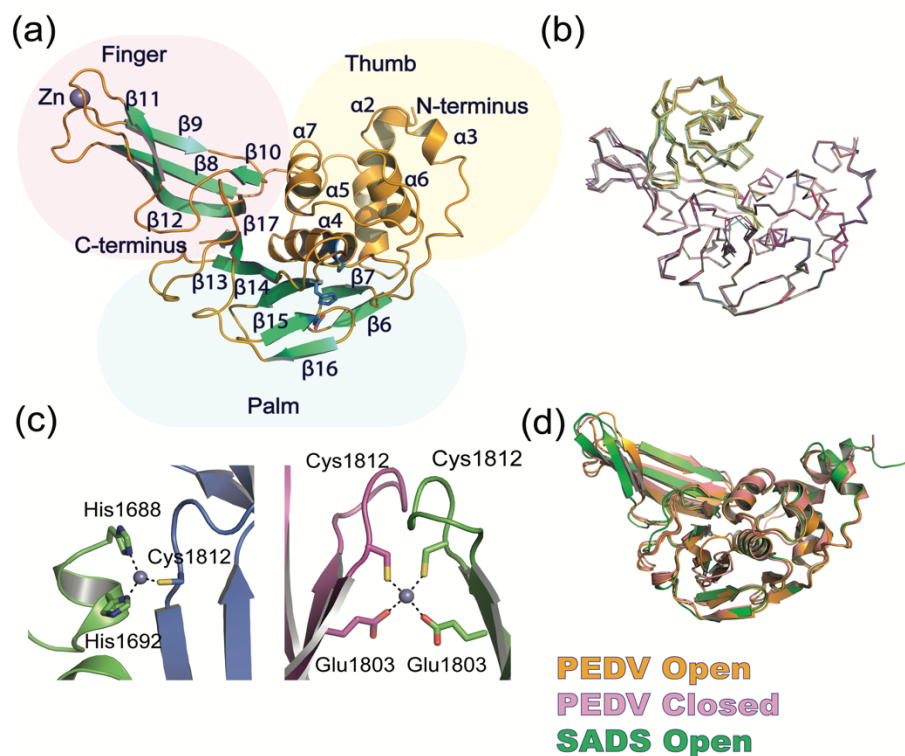 (a)
Finger
Thumb
Zn
β11
β9
β8
β10
β12
β17
C-terminus
β13
β14
β15
β16
β7
β6
α7
α2
N-terminus
α3
α5
α6
α4
Palm
(b)
(c)
His1688
Cys1812
His1692
Cys1812
Cys1812
Glu1803
Glu1803
(d)
PEDV Open
PEDV Closed
SADS Open